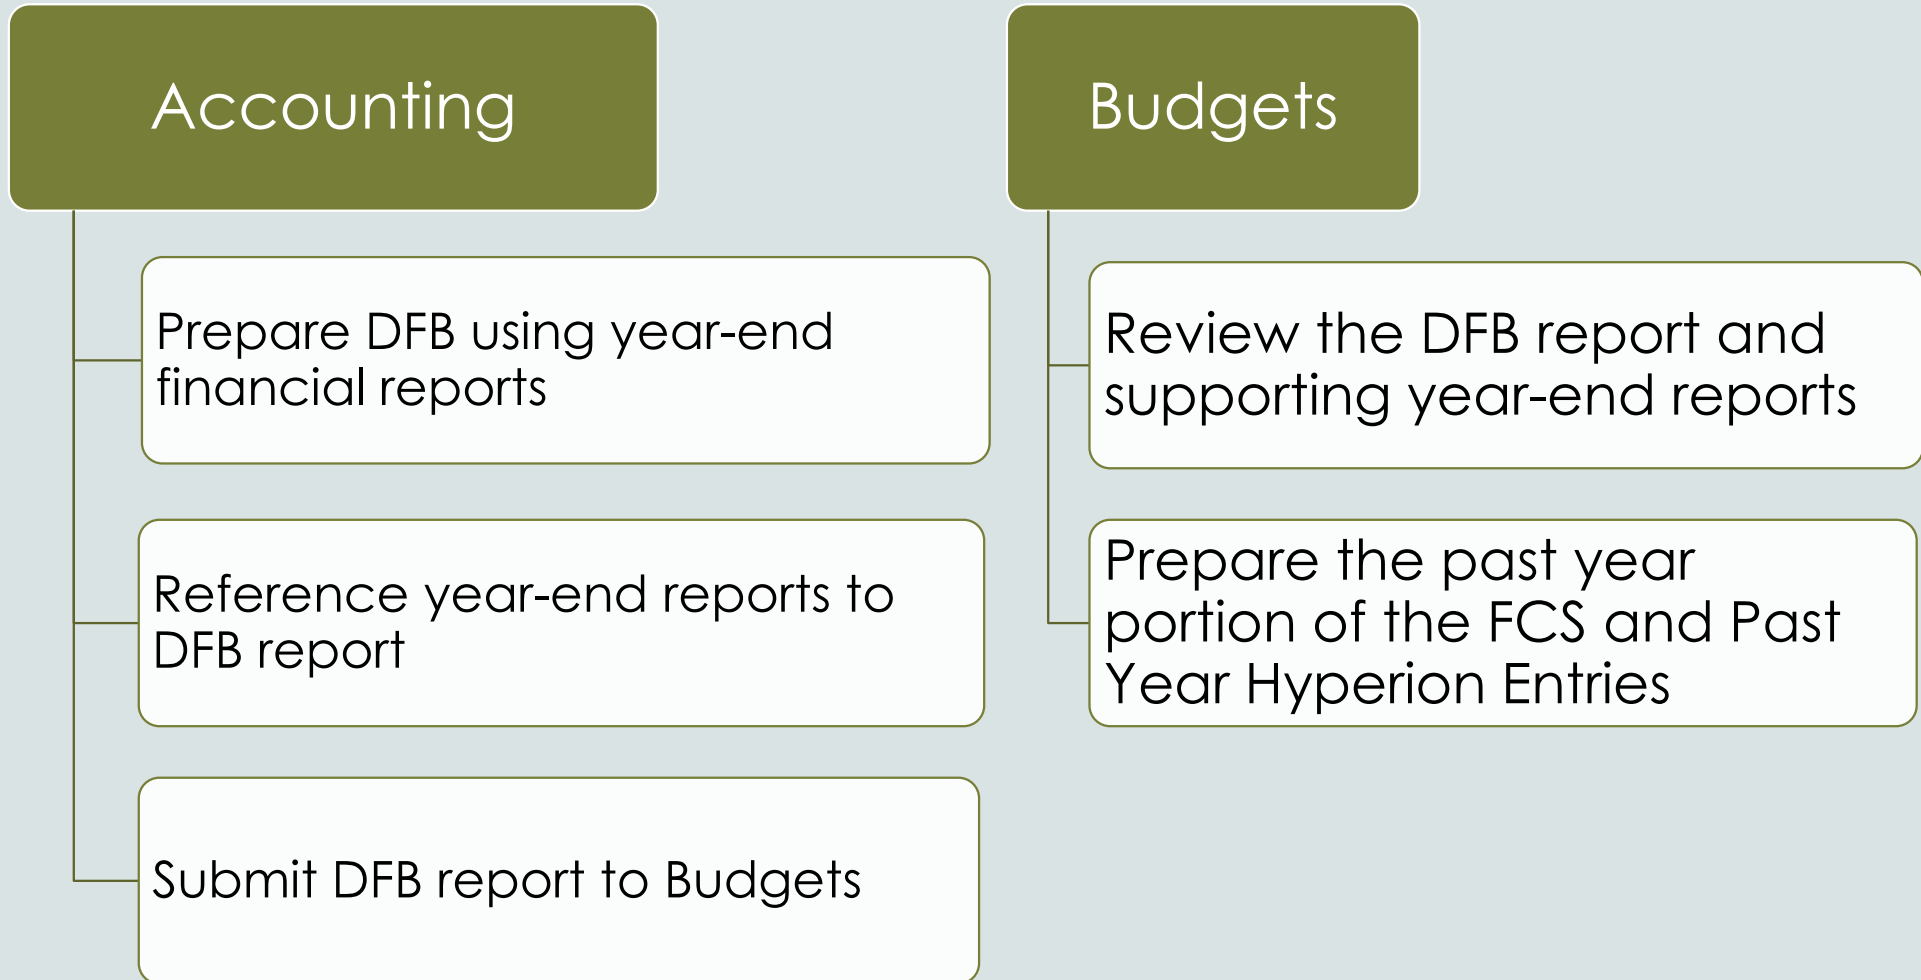 Accounting
Prepare DFB using year-end
financial reports
Reference year-end reports to
DFB report
Submit DFB report to Budgets
Budgets
Review the DFB report and
supporting year-end reports
Prepare the past year
portion of the FCS and Past
Year Hyperion Entries